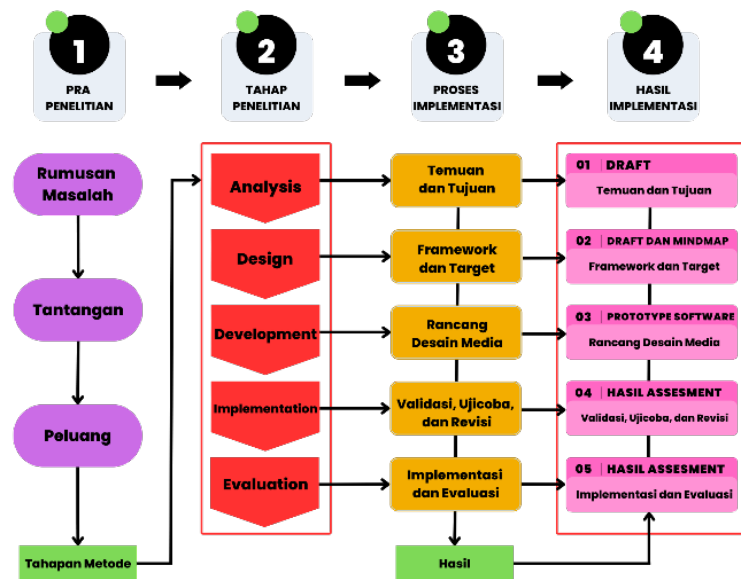 1
PRA
PENELITIAN
2
TAHAP
PENELITIAN
3
PROSES
IMPLEMENTASI
4
HASIL
IMPLEMENTASI
Rumusan
Masalah
Tantangan
Peluang
Tahapan Metode
Analysis
Design
Development
Implementation
Evaluation
Temuan
dan Tujuan
Framework
dan Target
Rancang
Desain Media
Validasi, Ujicoba,
dan Revisi
Implementasi
dan Evaluasi
Hasil
01 | DRAFT
Temuan dan Tujuan
02 | DRAFT DAN MINDMAP
Framework dan Target
03 | PROTOTYPE SOFTWARE
Rancang Desain Media
04 | HASIL ASSESMENT
Validasi, Ujicoba, dan Revisi
05 | HASIL ASSESMENT
Implementasi dan Evaluasi